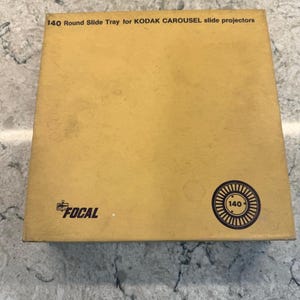 140 Round Slide Tray for KODAK CAROUSEL slide projectors
FOCAL
140